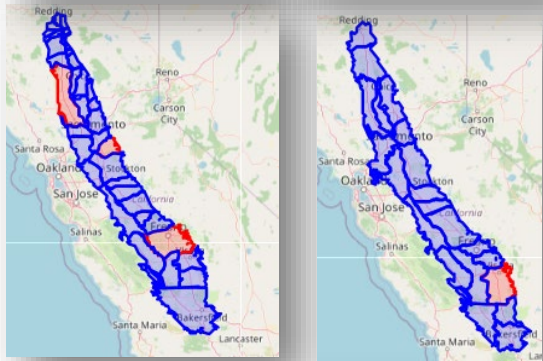 Redding
Reno
Carson
City
Santa Rosa
Oakland
Stockton
San Jose
California
Salinas
Bakersfield
Santa Maria
Lancaster
Redding
Reno
Carson
City
Santa Rosa
Stockton
San Jose
California
Salinas
Bakersfield
Santa Maria